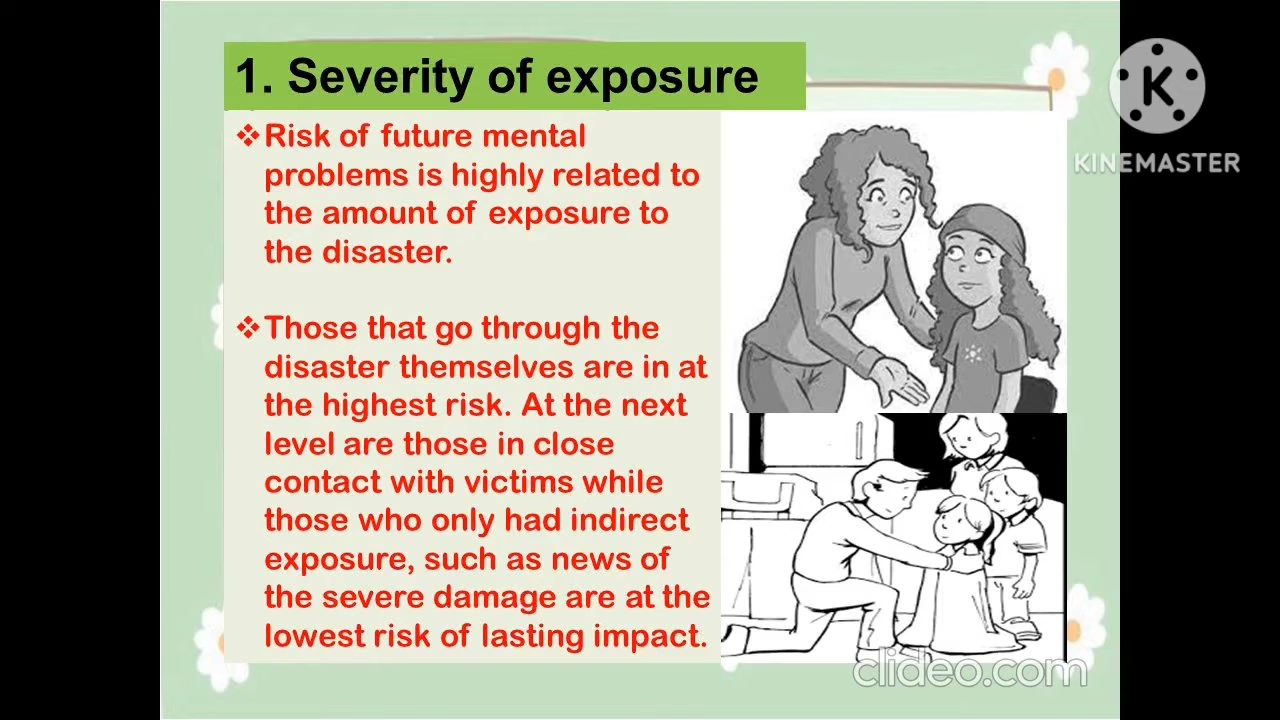 1. Severity of exposure
❖Risk of future mental
problems is highly related to
the amount of exposure to
the disaster.
❖Those that go through the
disaster themselves are in at
the highest risk. At the next
level are those in close
contact with victims while
those who only had indirect
exposure, such as news of
the severe damage are at the
lowest risk of lasting impact.
K
KINEMASTER
clideo.com